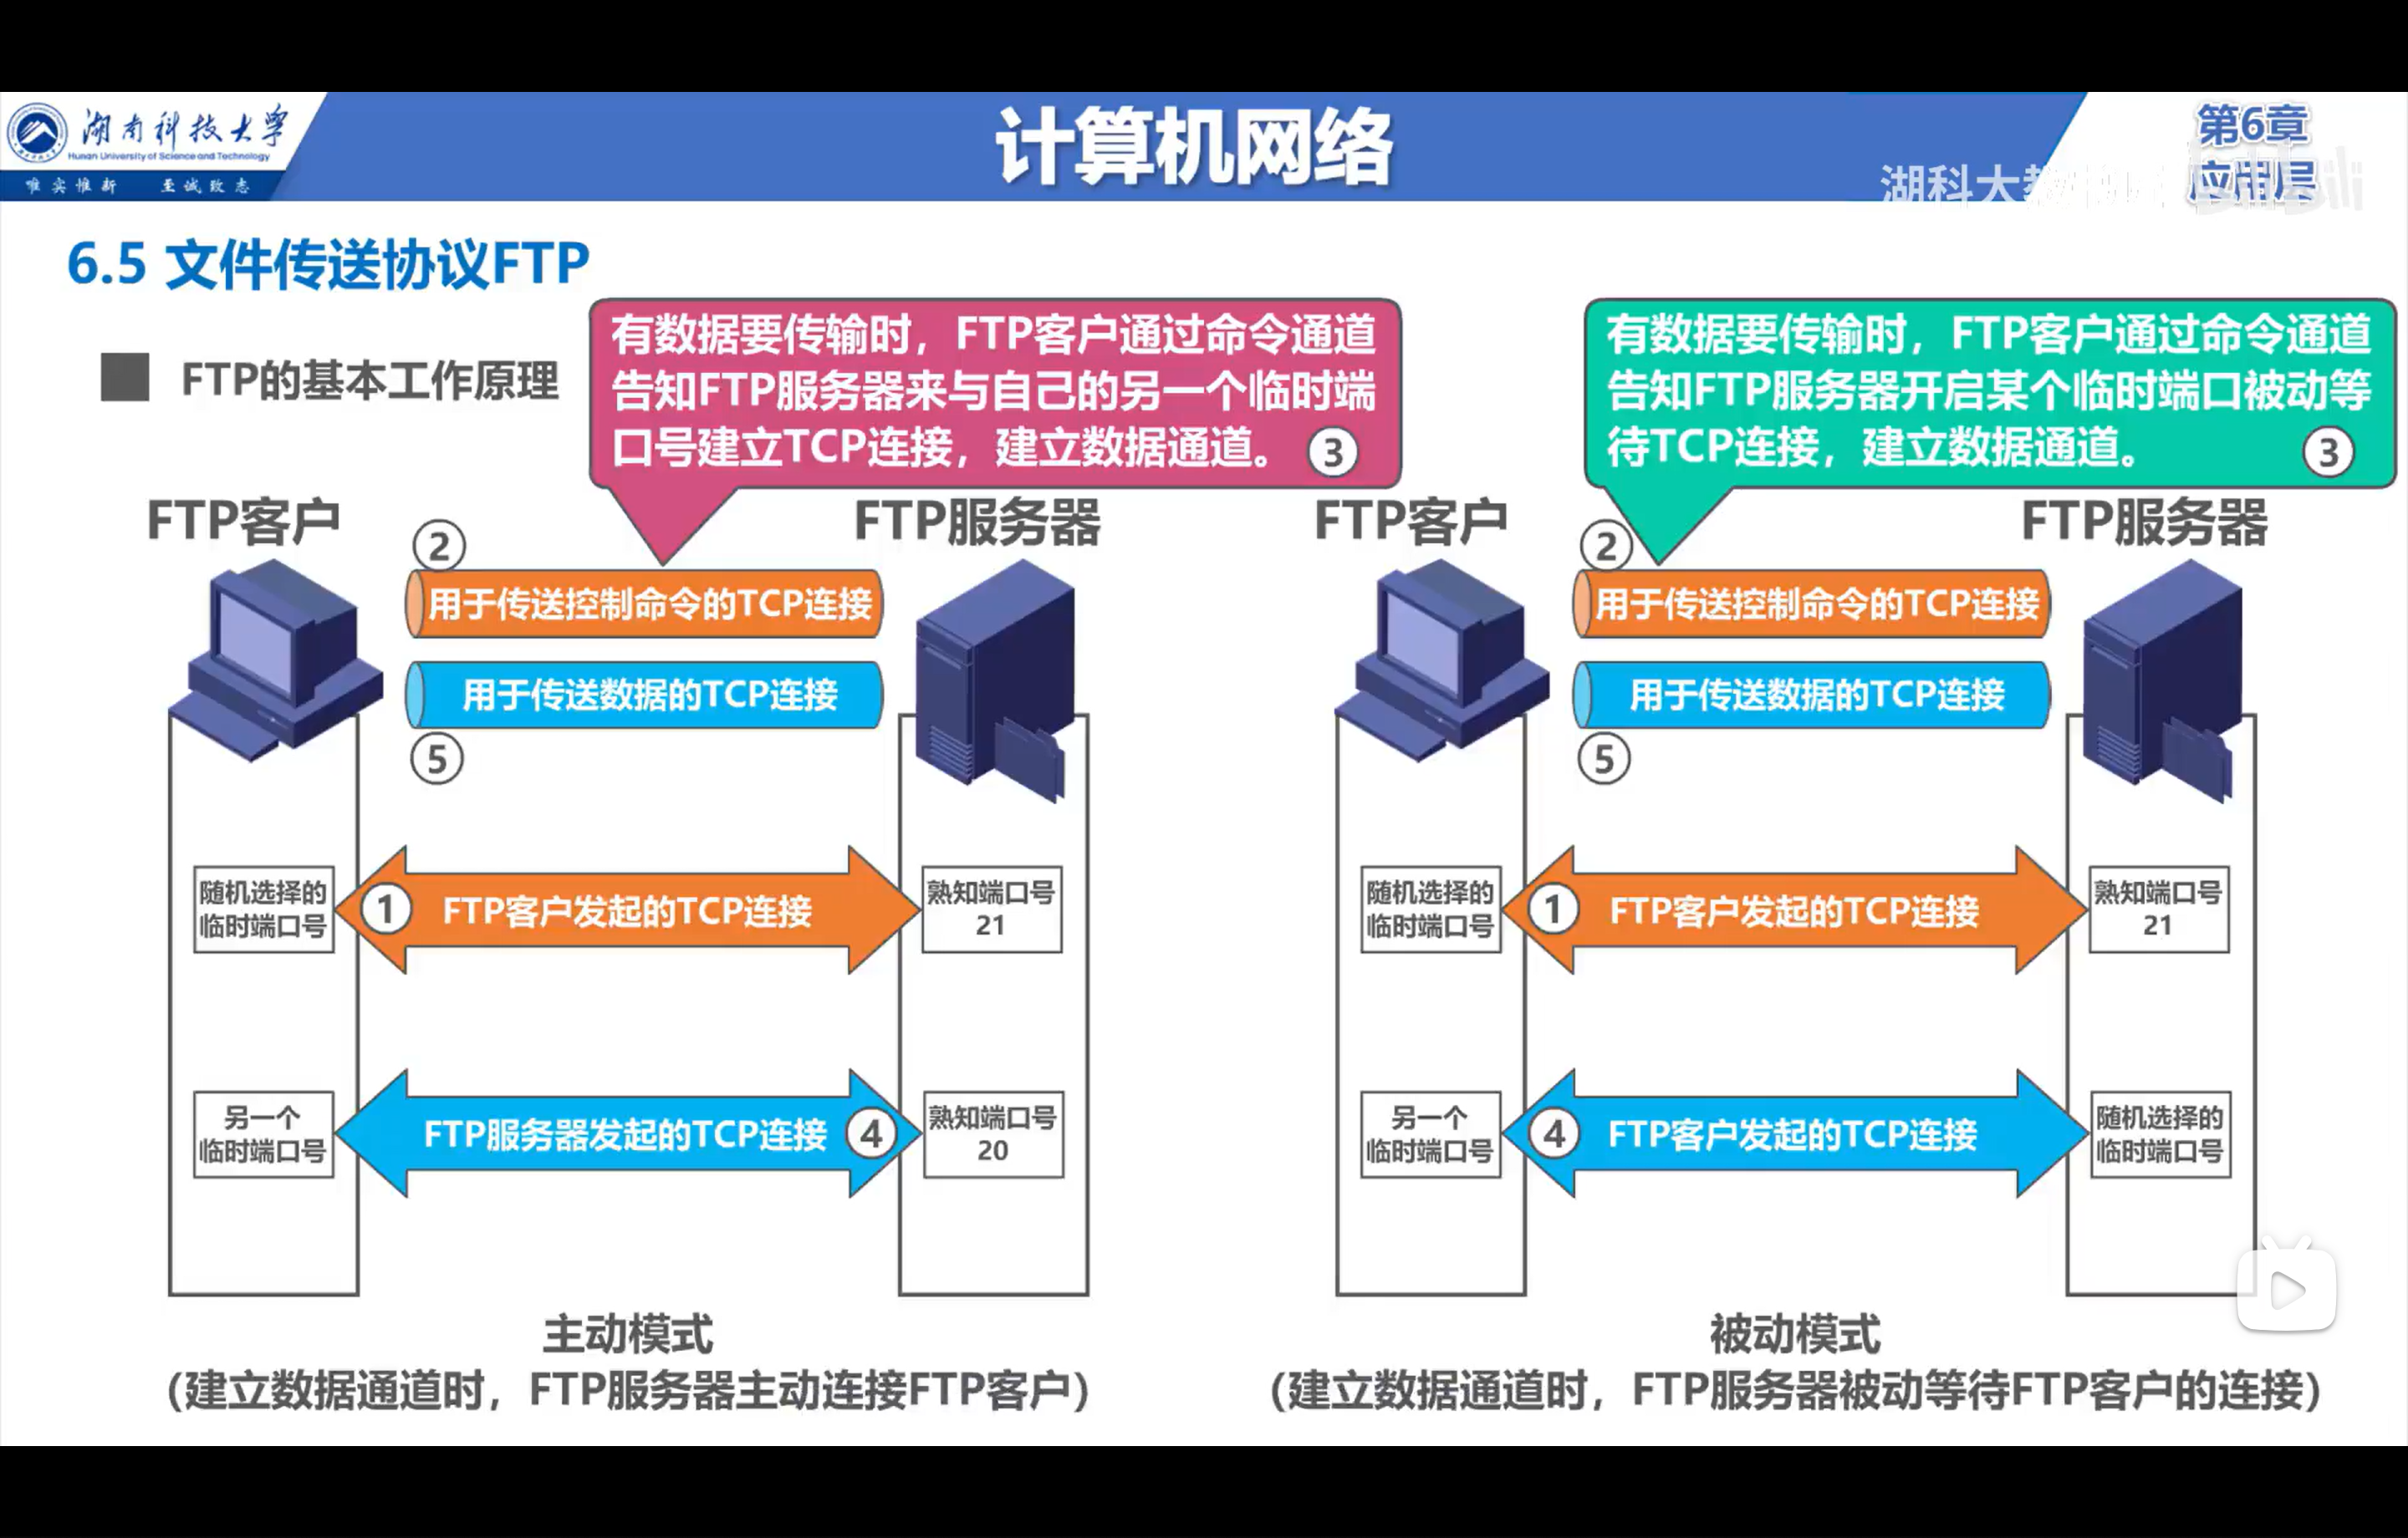 湖南科技大学
Hunan University of Science and Technology
唯实惟新 至诚致志
计算机网络
第6章
应用层
湖科大教
6.5 文件传送协议FTP
FTP的基本工作原理
有数据要传输时，FTP客户通过命令通道
告知FTP服务器来与自己的另一个临时端
口号建立TCP连接，建立数据通道。 ③
FTP客户
FTP服务器
②
用于传送控制命令的TCP连接
用于传送数据的TCP连接
⑤
随机选择的
临时端口号
① FTP客户发起的TCP连接
熟知端口号
21
另一个
临时端口号
FTP服务器发起的TCP连接 ④
熟知端口号
20
主动模式
(建立数据通道时，FTP服务器主动连接FTP客户)
有数据要传输时，FTP客户通过命令通道
告知FTP服务器开启某个临时端口被动等
待TCP连接，建立数据通道。 ③
FTP客户
FTP服务器
②
用于传送控制命令的TCP连接
用于传送数据的TCP连接
⑤
随机选择的
临时端口号
① FTP客户发起的TCP连接
熟知端口号
21
另一个
临时端口号
④ FTP客户发起的TCP连接
随机选择的
临时端口号
被动模式
(建立数据通道时，FTP服务器被动等待FTP客户的连接)